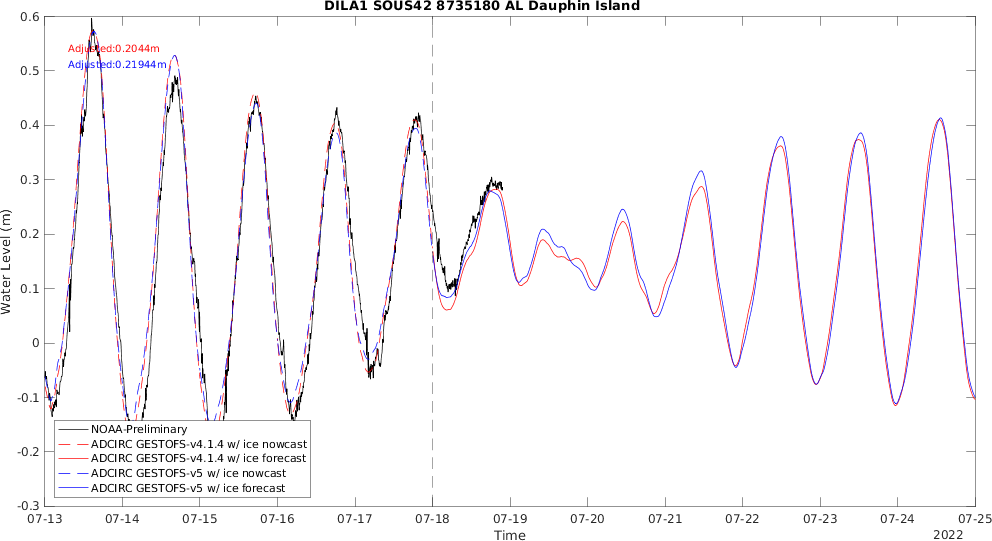 DILA1 SOUS42 8735180 AL Dauphin Island
0.6
0.5
0.4
0.3
0.2
0.1
0
-0.1
-0.2
-0.3
Water Level (m)
Adjusted:0.2044m
Adjusted:0.21944m
NOAA-Preliminary
ADCIRC GESTOFS-v4.1.4 w/ ice nowcast
ADCIRC GESTOFS-v4.1.4 w/ ice forecast
ADCIRC GESTOFS-v5 w/ ice nowcast
ADCIRC GESTOFS-v5 w/ ice forecast
07-13 07-14 07-15 07-16 07-17 07-18 07-19 07-20 07-21 07-22 07-23 07-24 07-25
Time
2022